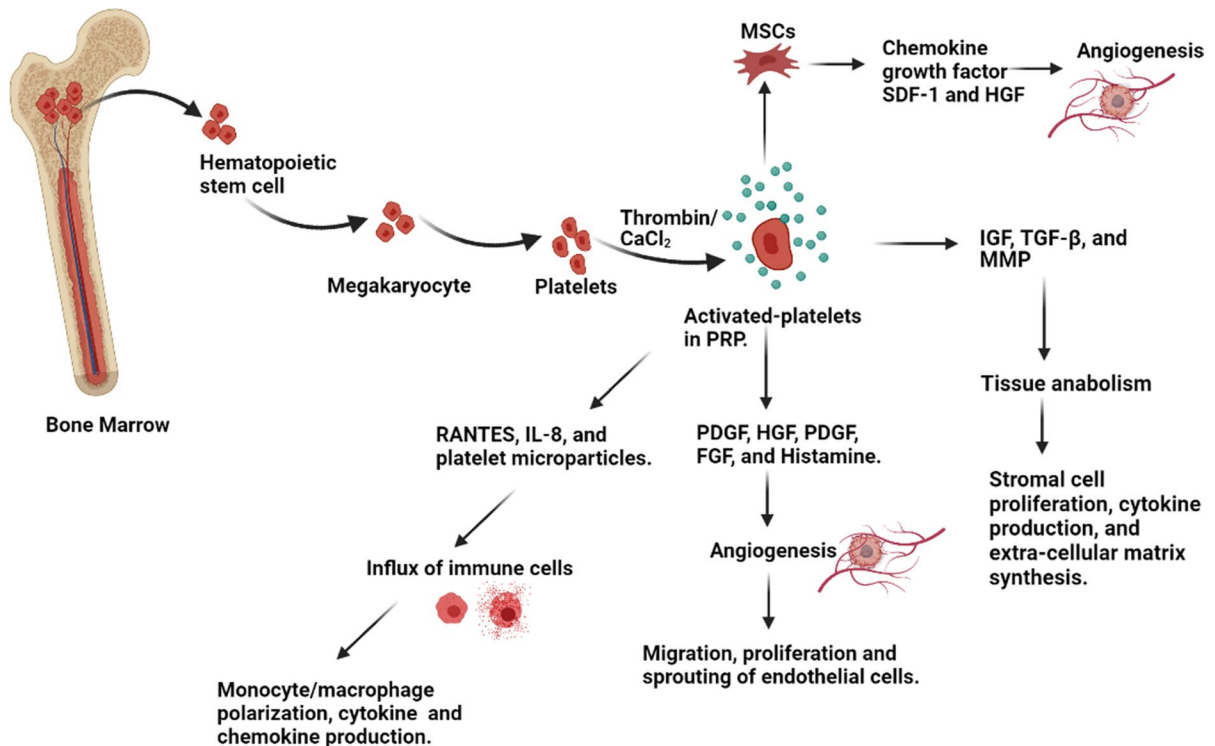 MSCs
Chemokine
growth factor
SDF-1 and HGF
Angiogenesis
Hematopoietic
stem cell
Thrombin/
CaCl₂
Megakaryocyte
Platelets
Activated-platelets
in PRP.
IGF, TGF-β, and
MMP
Tissue anabolism
Stromal cell
proliferation, cytokine
production, and
extra-cellular matrix
synthesis.
Bone Marrow
RANTES, IL-8, and
platelet microparticles.
PDGF, HGF, PDGF,
FGF, and Histamine.
Influx of immune cells
Angiogenesis
Monocyte/macrophage
polarization, cytokine and
chemokine production.
Migration, proliferation and
sprouting of endothelial cells.